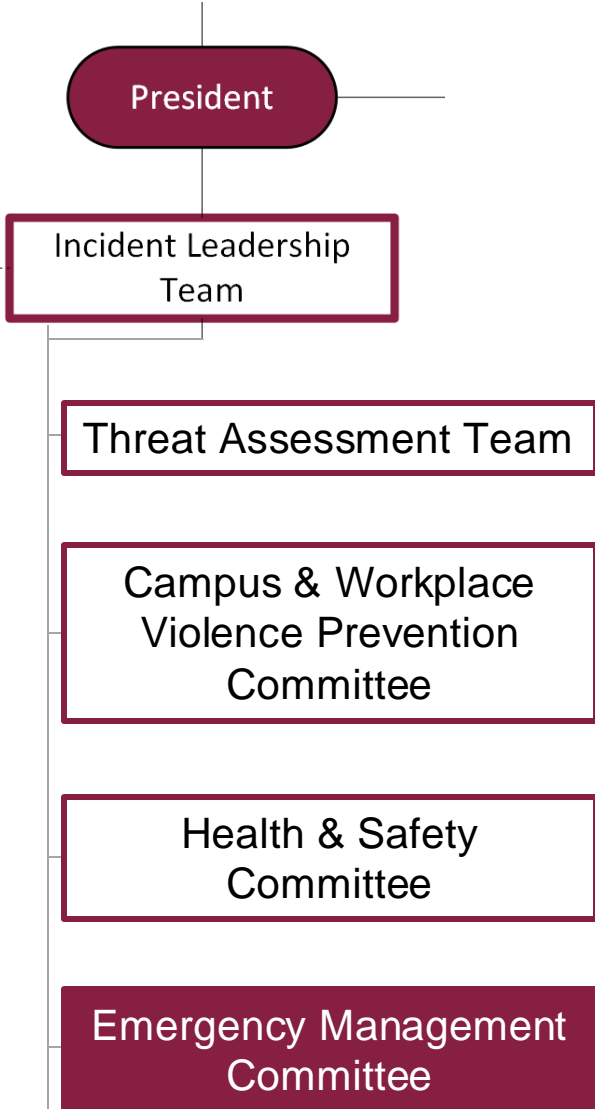 President
Incident Leadership
Team
Threat Assessment Team
Campus & Workplace
Violence Prevention
Committee
Health & Safety
Committee
Emergency Management
Committee